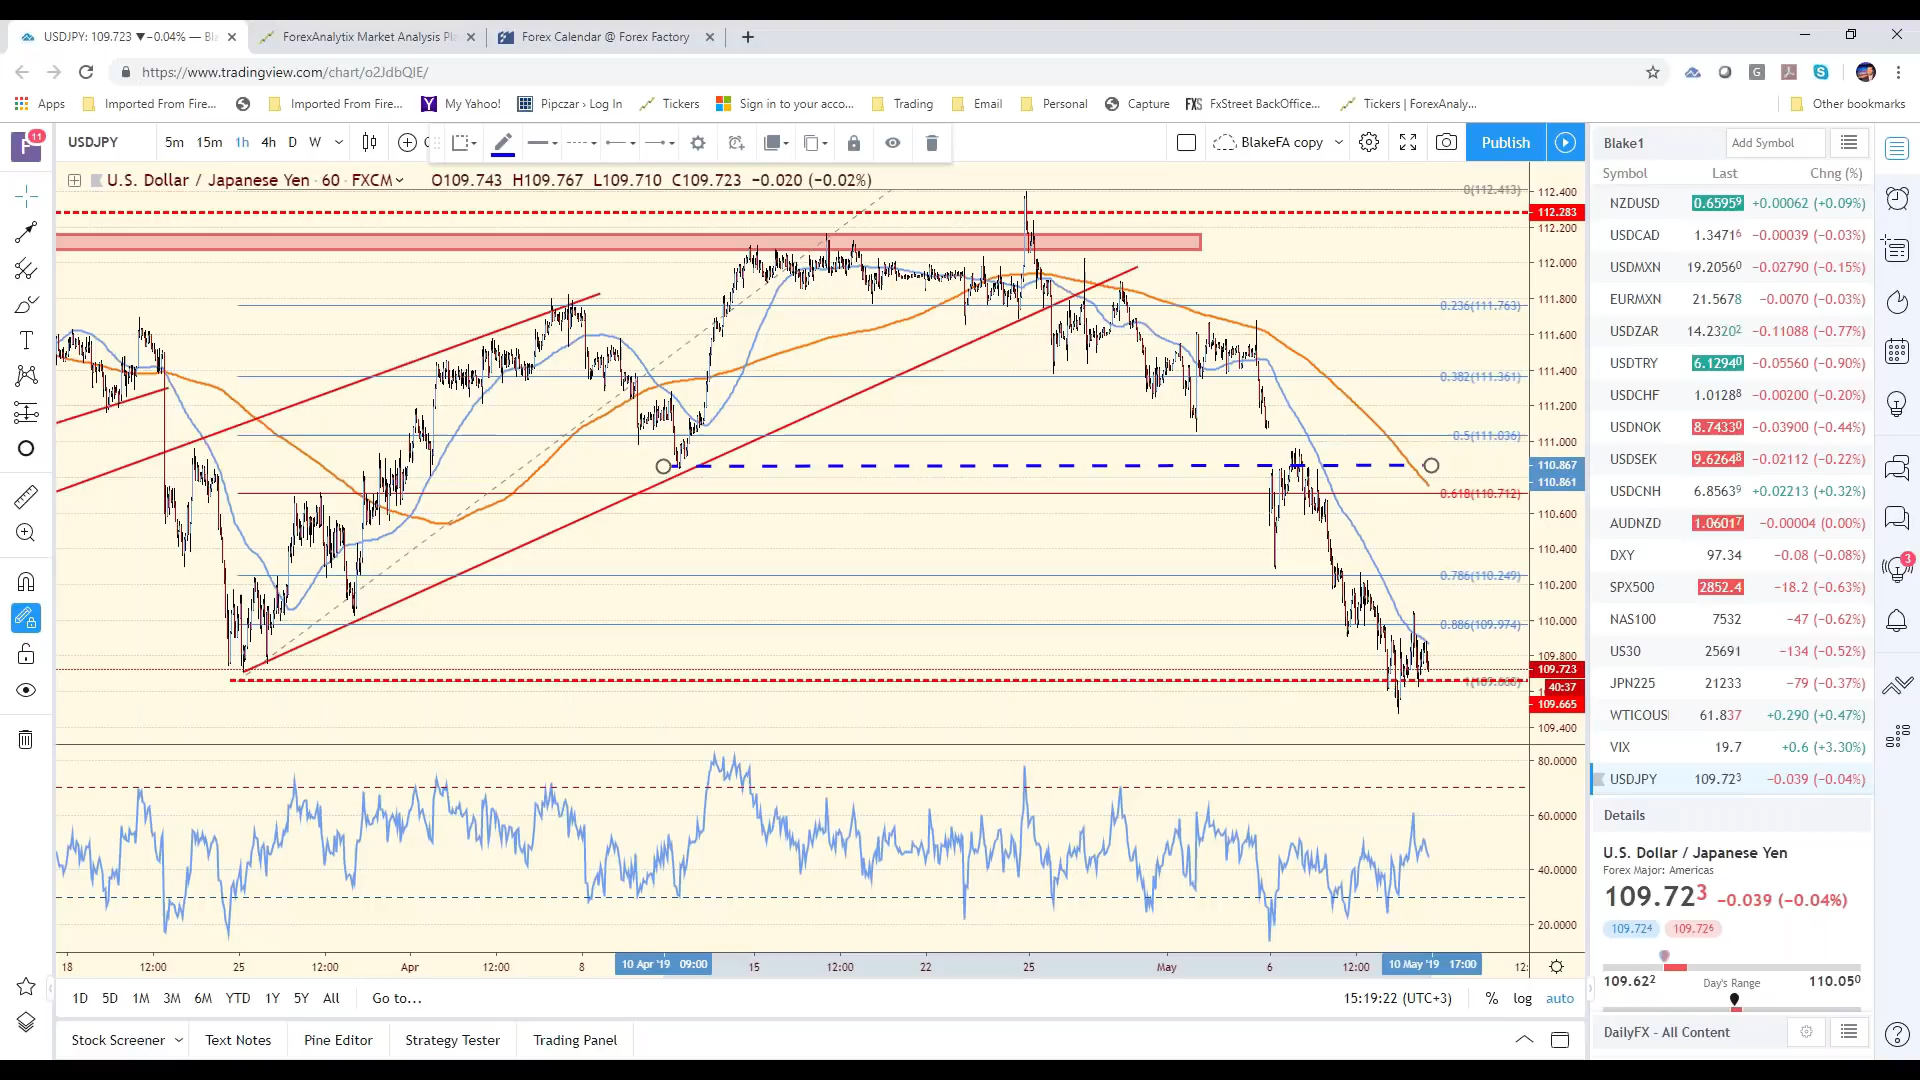 USDJPY: 109.723 ▼−0.04% — Bla
ForexAnalytix Market Analysis Pla
Forex Calendar @ Forex Factory
https://www.tradingview.com/chart/o2JdbQIE/
Apps
Imported From Fire...
Imported From Fire...
My Yahoo!
Pipczar › Log In
Tickers
Sign in to your acco...
Trading
Email
Personal
Capture
FXS FxStreet BackOffice...
Tickers | ForexAnaly...
Other bookmarks
11
USDJPY
5m 15m 1h 4h D W
BlakeFA copy
Publish
U.S. Dollar / Japanese Yen · 60 · FXCM
O109.743 H109.767 L109.710 C109.723 −0.020 (−0.02%)
0(112.413)
0.236(111.763)
0.382(111.361)
0.5(111.036)
0.618(110.712)
0.786(110.249)
0.886(109.974)
112.400
112.283
112.200
112.000
111.800
111.600
111.400
111.200
111.000
110.867
110.861
110.600
110.400
110.200
110.000
109.800
109.723
40:37
109.665
109.400
80.0000
60.0000
40.0000
20.0000
18 12:00 25 12:00 Apr 12:00 8 10 Apr '19 09:00 15 12:00 22 25 May 6 12:00 10 May '19 17:00 12:
1D 5D 1M 3M 6M YTD 1Y 5Y All Go to...
15:19:22 (UTC+3) % log auto
Stock Screener Text Notes Pine Editor Strategy Tester Trading Panel
Blake1
Add Symbol
Symbol Last Chng (%)
NZDUSD 0.65959 +0.00062 (+0.09%)
USDCAD 1.34716 −0.00039 (−0.03%)
USDMXN 19.20560 −0.02790 (−0.15%)
EURMXN 21.5678 −0.0070 (−0.03%)
USDZAR 14.23202 −0.11088 (−0.77%)
USDTRY 6.12940 −0.05560 (−0.90%)
USDCHF 1.01288 −0.00200 (−0.20%)
USDNOK 8.74330 −0.03900 (−0.44%)
USDSEK 9.62648 −0.02112 (−0.22%)
USDCNH 6.85639 +0.02213 (+0.32%)
AUDNZD 1.06017 −0.00004 (0.00%)
DXY 97.34 −0.08 (−0.08%)
SPX500 2852.4 −18.2 (−0.63%)
NAS100 7532 −47 (−0.62%)
US30 25691 −134 (−0.52%)
JPN225 21233 −79 (−0.37%)
WTICOUSI 61.837 +0.290 (+0.47%)
VIX 19.7 +0.6 (+3.30%)
USDJPY 109.723 −0.039 (−0.04%)
3
Details
U.S. Dollar / Japanese Yen
Forex Major: Americas
109.723 −0.039 (−0.04%)
109.724 109.726
109.622 Day's Range 110.050
DailyFX - All Content